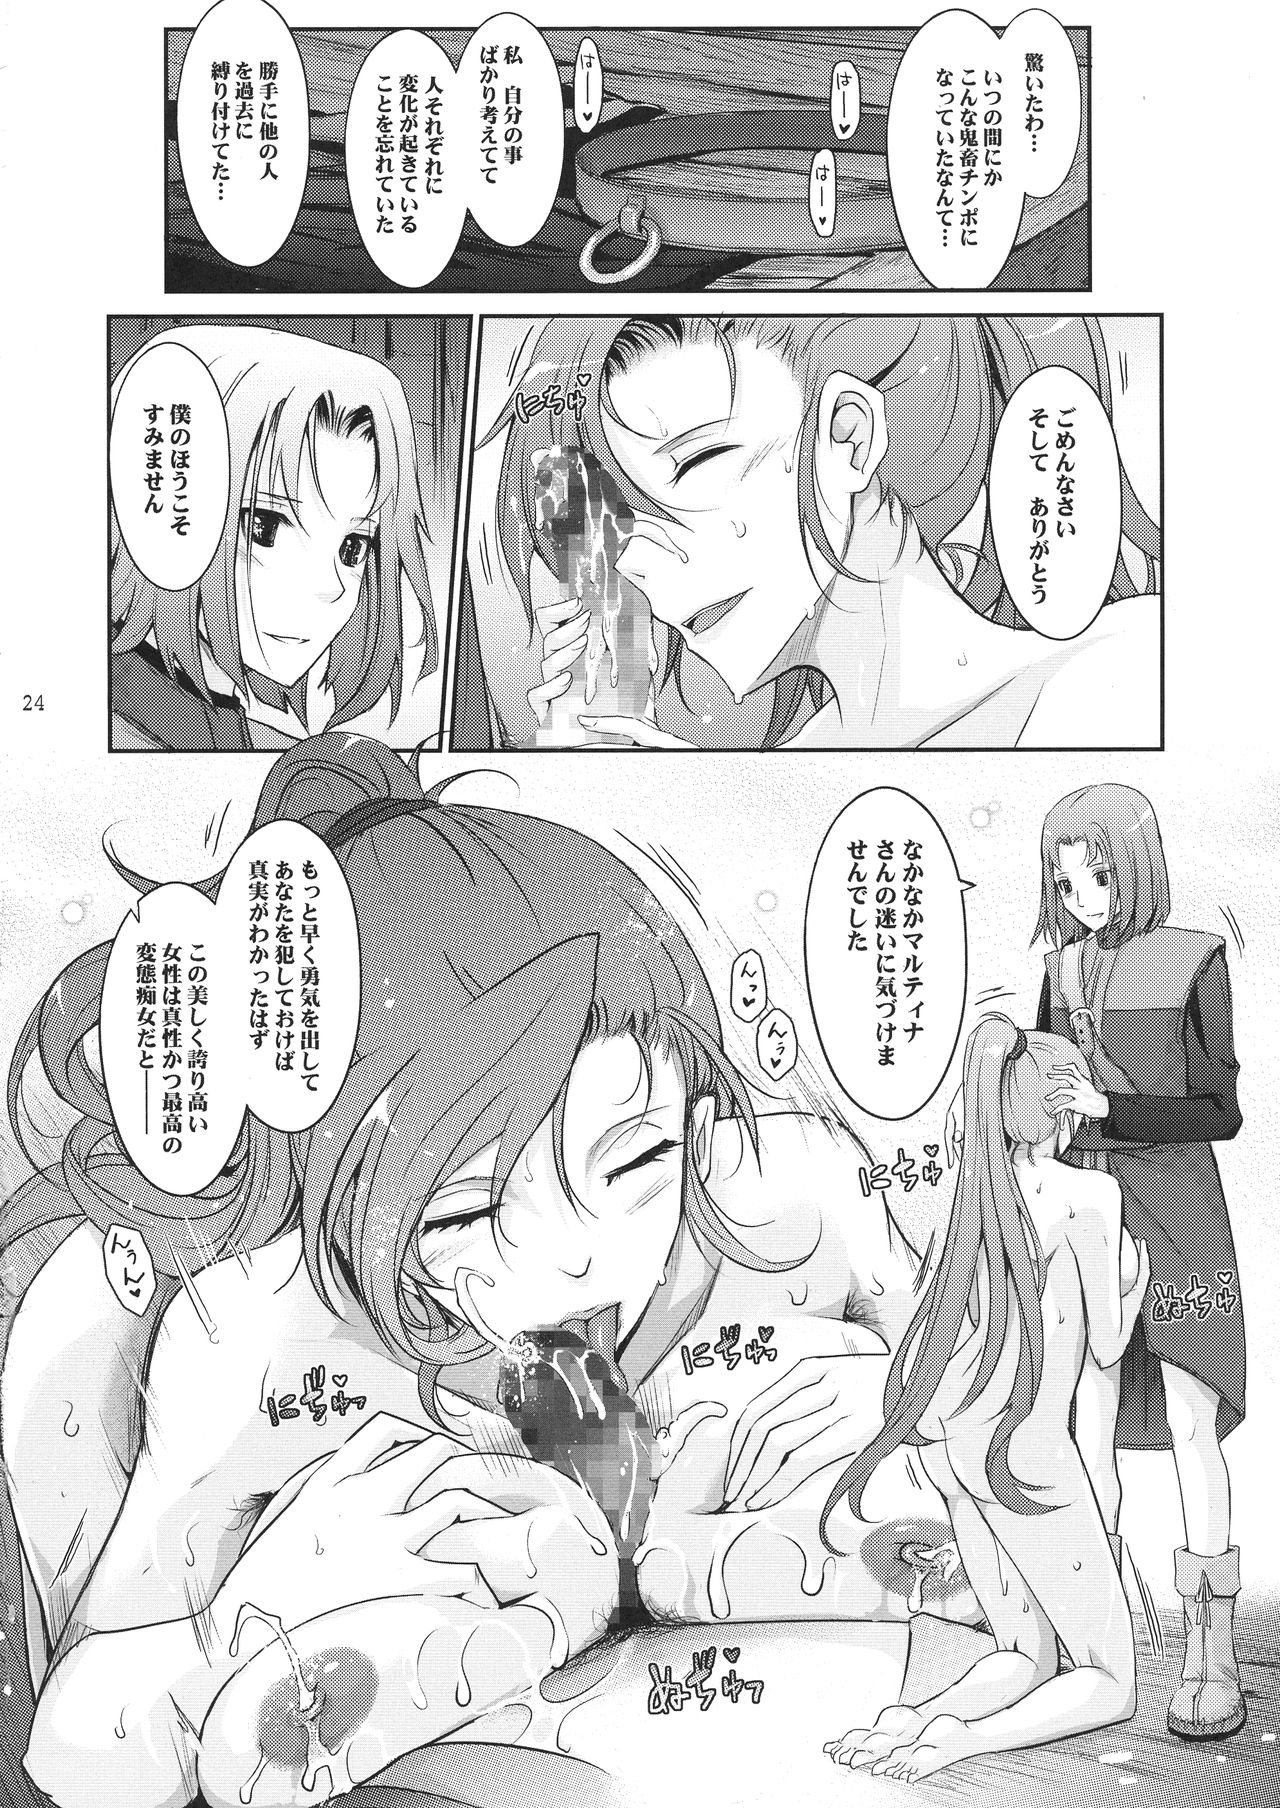 驚いたわ…
いつの間にか
こんな鬼畜チンポに
なっていたなんて…
はー
はー♥
はー♥
私　自分の事
ばかり考えてて
人それぞれに
変化が起きている
ことを忘れていた
勝手に他の人
を過去に
縛り付けてた…
ごめんなさい
そして　ありがとう
にちゅ♥
僕のほうこそ
すみません
なかなかマルティナ
さんの迷いに気づけま
せんでした
んっ♥
んぅ♥
もっと早く勇気を出して
あなたを犯しておけば
真実がわかったはず
この美しく誇り高い
女性は真性かつ最高の
変態痴女だと――
んぅん♥
にちゅ♥
ぬちゅ♥
にぢゅっ♥
にぢゅっ♥
ぬぢゅッ♥
24